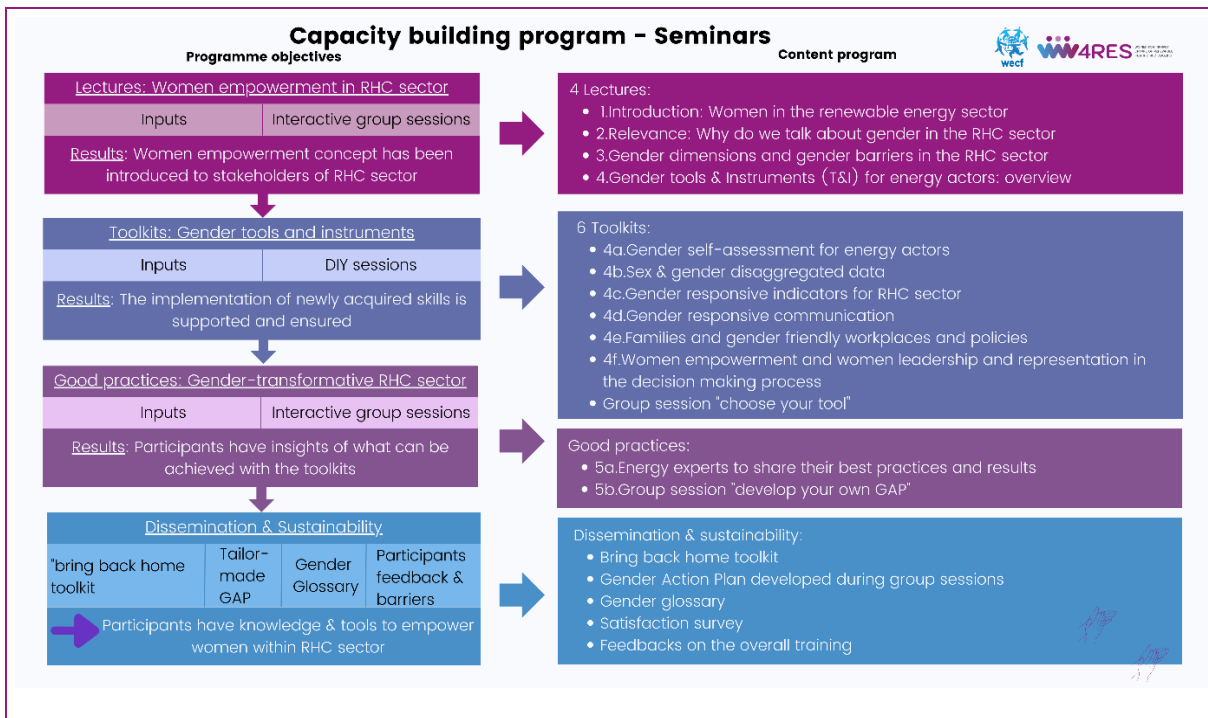 Capacity building program - Seminars
Programme objectives
Content program
wecf
W4RES
Lectures: Women empowerment in RHC sector
Inputs
Interactive group sessions
Results: Women empowerment concept has been
introduced to stakeholders of RHC sector
4 Lectures:
1.Introduction: Women in the renewable energy sector
2.Relevance: Why do we talk about gender in the RHC sector
3.Gender dimensions and gender barriers in the RHC sector
4.Gender tools & Instruments (T&I) for energy actors: overview
Toolkits: Gender tools and instruments
Inputs
DIY sessions
Results: The implementation of newly acquired skills is
supported and ensured
6 Toolkits:
4a.Gender self-assessment for energy actors
4b.Sex & gender disaggregated data
4c.Gender responsive indicators for RHC sector
4d.Gender responsive communication
4e.Families and gender friendly workplaces and policies
4f.Women empowerment and women leadership and representation in
the decision making process
Group session "choose your tool"
Good practices: Gender-transformative RHC sector
Inputs
Interactive group sessions
Results: Participants have insights of what can be
achieved with the toolkits
Good practices:
5a.Energy experts to share their best practices and results
5b.Group session "develop your own GAP"
Dissemination & Sustainability
"bring back home
toolkit
Tailor-
made
GAP
Gender
Glossary
Participants
feedback &
barriers
Participants have knowledge & tools to empower
women within RHC sector
Dissemination & sustainability:
Bring back home toolkit
Gender Action Plan developed during group sessions
Gender glossary
Satisfaction survey
Feedbacks on the overall training